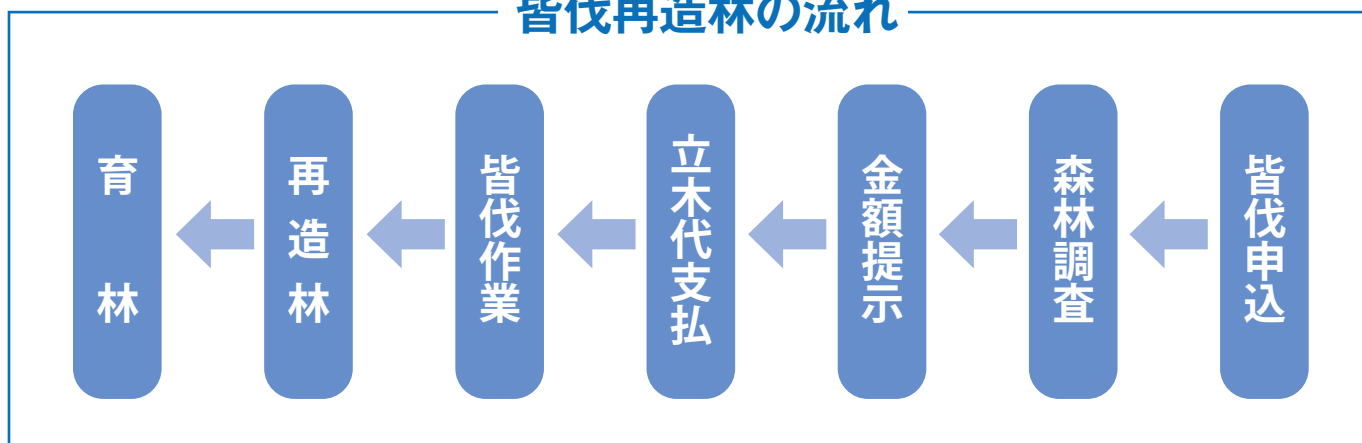 皆伐再造林の流れ
皆伐申込
森林調査
金額提示
立木代支払
皆伐作業
再造林
育林